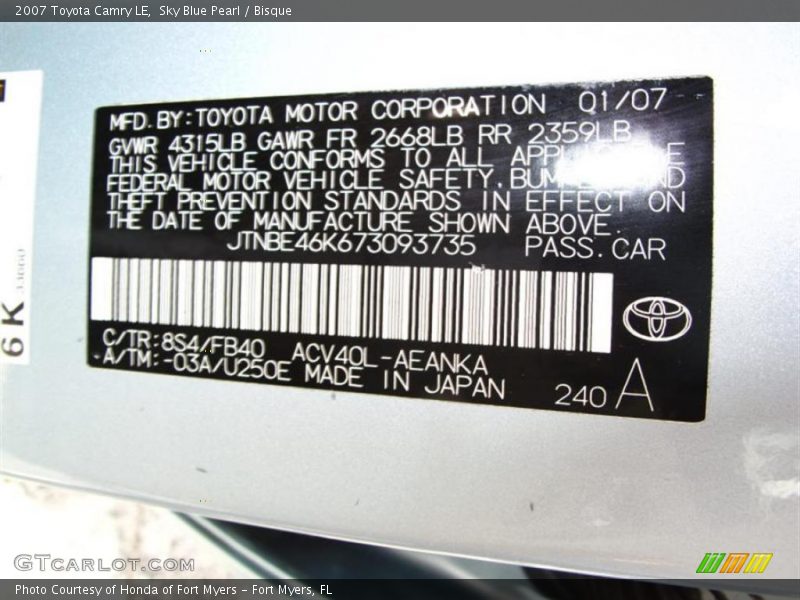 2007 Toyota Camry LE, Sky Blue Pearl / Bisque
MFD. BY: TOYOTA MOTOR CORPORATION 01/07
GVWR 4315LB GAWR FR 2668LB RR 2359LB
THIS VEHICLE CONFORMS TO ALL
FEDERAL MOTOR VEHICLE SAFETY,
THEFT PREVENTION STANDARDS IN EFFECT ON
THE DATE OF MANUFACTURE SHOWN ABOVE.
JTNBE46K673093735 PASS. CAR
C/TR: 8S4/FB40 ACV40L-AEANKA
A/TM: -03A/U250E MADE IN JAPAN
240 A
6K
GTCARLOT.COM
Photo Courtesy of Honda of Fort Myers - Fort Myers, FL